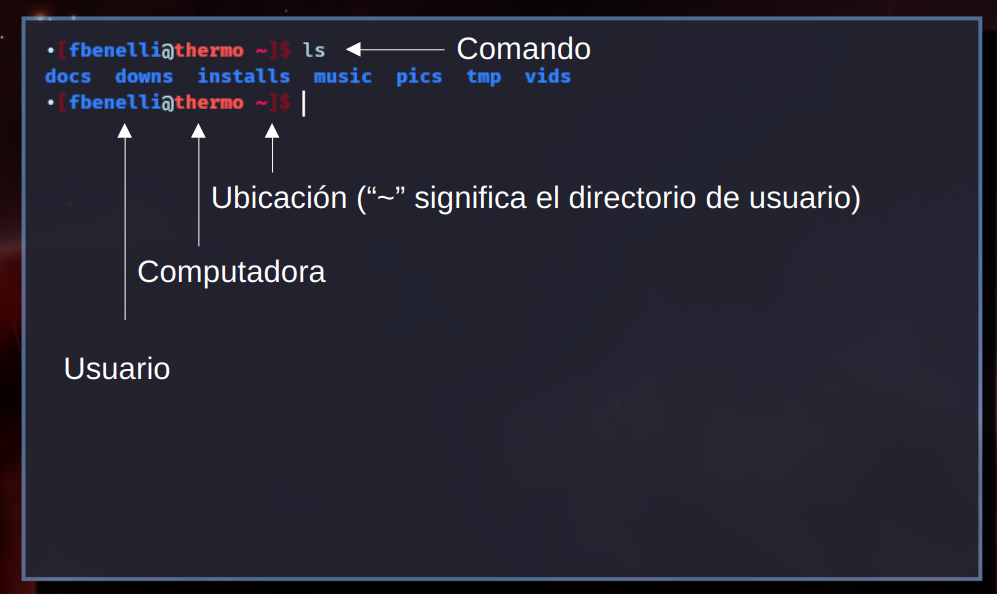 •[fbenelli@thermo ~]$ ls
Comando
docs downs installs music pics tmp vids
•[fbenelli@thermo ~]$
Ubicación (“~” significa el directorio de usuario)
Computadora
Usuario